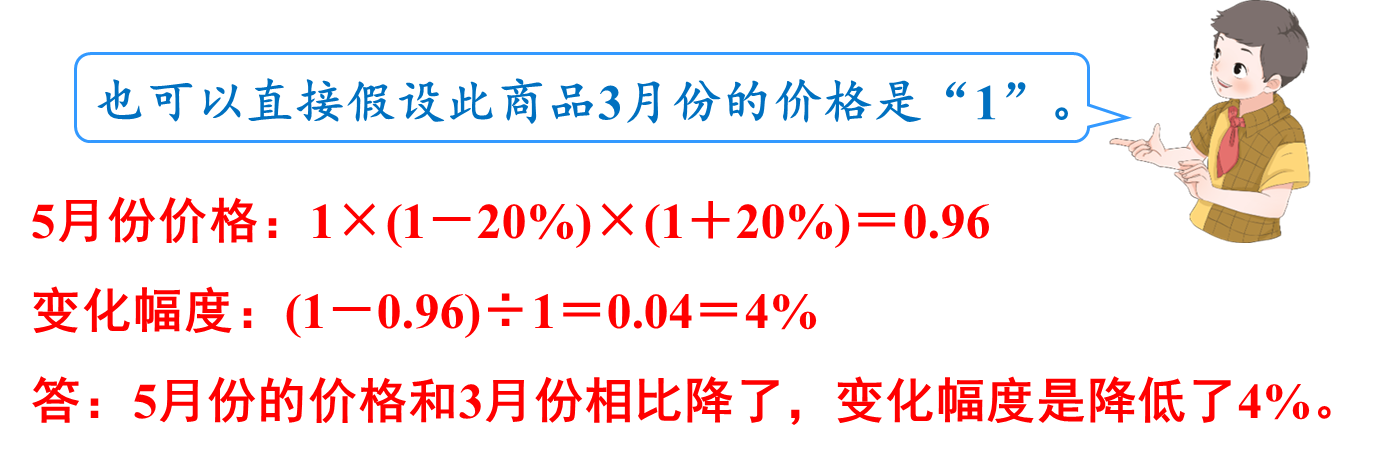 也可以直接假设此商品3月份的价格是“1”。
5月份价格：1×(1－20%)×(1＋20%)＝0.96
变化幅度：(1－0.96)÷1＝0.04＝4%
答：5月份的价格和3月份相比降了，变化幅度是降低了4%。